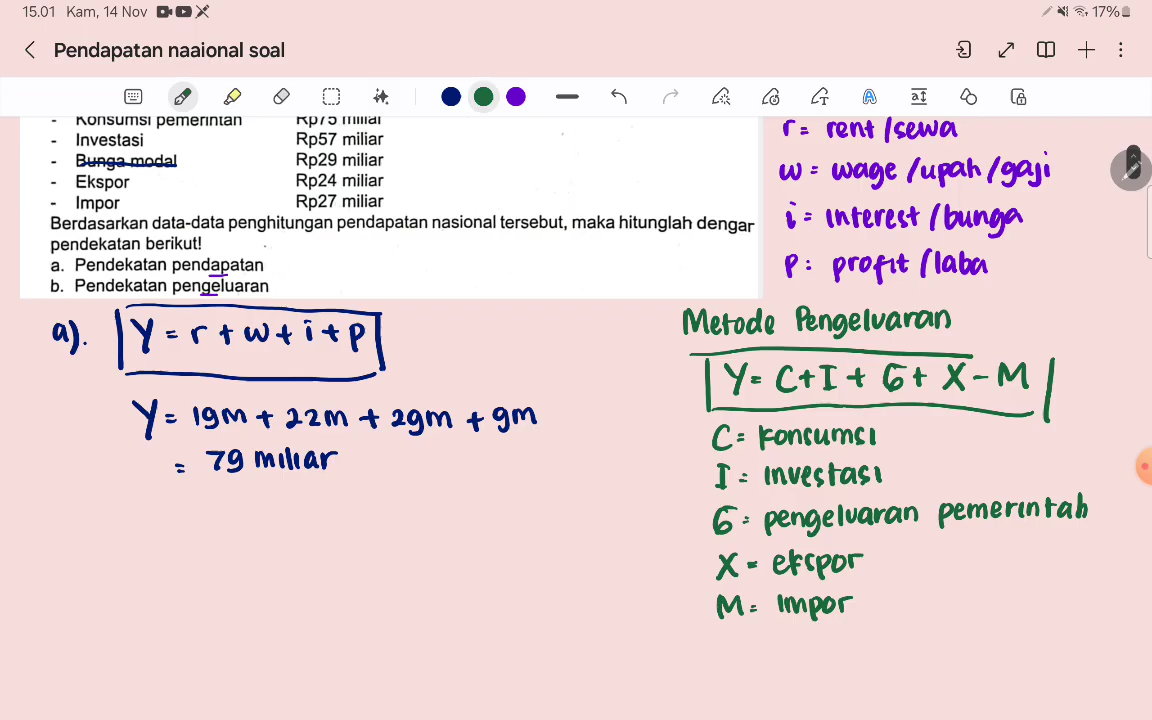 15.01 Kam, 14 Nov
17%
Pendapatan naaional soal
- Konsumsi pemerintah Rp75 miliar
- Investasi Rp57 miliar
- Bunga modal Rp29 miliar
- Ekspor Rp24 miliar
- Impor Rp27 miliar
Berdasarkan data-data penghitungan pendapatan nasional tersebut, maka hitunglah dengar
pendekatan berikut!
a. Pendekatan pendapatan
b. Pendekatan pengeluaran
r = rent/sewa
w = wage/upah/gaji
i = interest/bunga
p: profit/laba
a). Y = r + w + i + p
Y = 19m + 22m + 29m + 9m
= 79 miliar
Metode Pengeluaran
Y = C + I + G + X - M
C = konsumsi
I = investasi
G = pengeluaran pemerintah
X = ekspor
M = impor